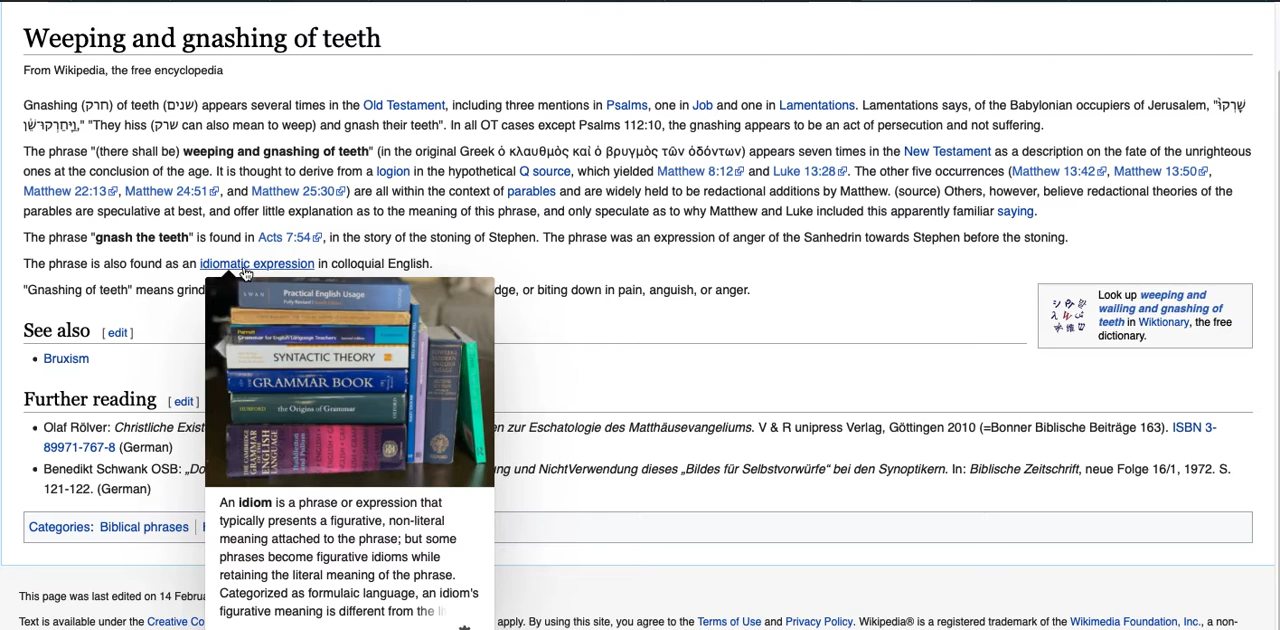 Weeping and gnashing of teeth
From Wikipedia, the free encyclopedia
Gnashing (חרק) of teeth (שנים) appears several times in the Old Testament, including three mentions in Psalms, one in Job and one in Lamentations. Lamentations says, of the Babylonian occupiers of Jerusalem, "שָׁרְקוּ֙
וַיַּֽחַרְקוּ־שֵׁ֔ן," "They hiss (שרק can also mean to weep) and gnash their teeth". In all OT cases except Psalms 112:10, the gnashing appears to be an act of persecution and not suffering.
The phrase "(there shall be) weeping and gnashing of teeth" (in the original Greek ὁ κλαυθμὸς καὶ ὁ βρυγμὸς τῶν ὀδόντων) appears seven times in the New Testament as a description on the fate of the unrighteous
ones at the conclusion of the age. It is thought to derive from a logion in the hypothetical Q source, which yielded Matthew 8:12 and Luke 13:28. The other five occurrences (Matthew 13:42, Matthew 13:50,
Matthew 22:13, Matthew 24:51, and Matthew 25:30) are all within the context of parables and are widely held to be redactional additions by Matthew. (source) Others, however, believe redactional theories of the
parables are speculative at best, and offer little explanation as to the meaning of this phrase, and only speculate as to why Matthew and Luke included this apparently familiar saying.
The phrase "gnash the teeth" is found in Acts 7:54, in the story of the stoning of Stephen. The phrase was an expression of anger of the Sanhedrin towards Stephen before the stoning.
The phrase is also found as an idiomatic expression in colloquial English.
"Gnashing of teeth" means grind dge, or biting down in pain, anguish, or anger.
Look up weeping and
wailing and gnashing of
teeth in Wiktionary, the free
dictionary.
SWAN Practical English Usage
Parrott
Grammar for English Language Teachers
SYNTACTIC THEORY
GRAMMAR BOOK
HURFORD the Origins of Grammar OXFORD
THE CAMBRIDGE
GRAMMAR
ENGLISH
LANGUAGE
Huddleston
and Pullum
See also [ edit ]
Bruxism
Further reading [ edit ]
Olaf Rölver: Christliche Exist en zur Eschatologie des Matthäusevangeliums. V & R unipress Verlag, Göttingen 2010 (=Bonner Biblische Beiträge 163). ISBN 3-
89971-767-8 (German)
Benedikt Schwank OSB: „Do ng und NichtVerwendung dieses „Bildes für Selbstvorwürfe“ bei den Synoptikern. In: Biblische Zeitschrift, neue Folge 16/1, 1972. S.
121-122. (German)
Categories: Biblical phrases
An idiom is a phrase or expression that
typically presents a figurative, non-literal
meaning attached to the phrase; but some
phrases become figurative idioms while
retaining the literal meaning of the phrase.
Categorized as formulaic language, an idiom's
figurative meaning is different from the li
This page was last edited on 14 Februa
Text is available under the Creative Co apply. By using this site, you agree to the Terms of Use and Privacy Policy. Wikipedia® is a registered trademark of the Wikimedia Foundation, Inc., a non-